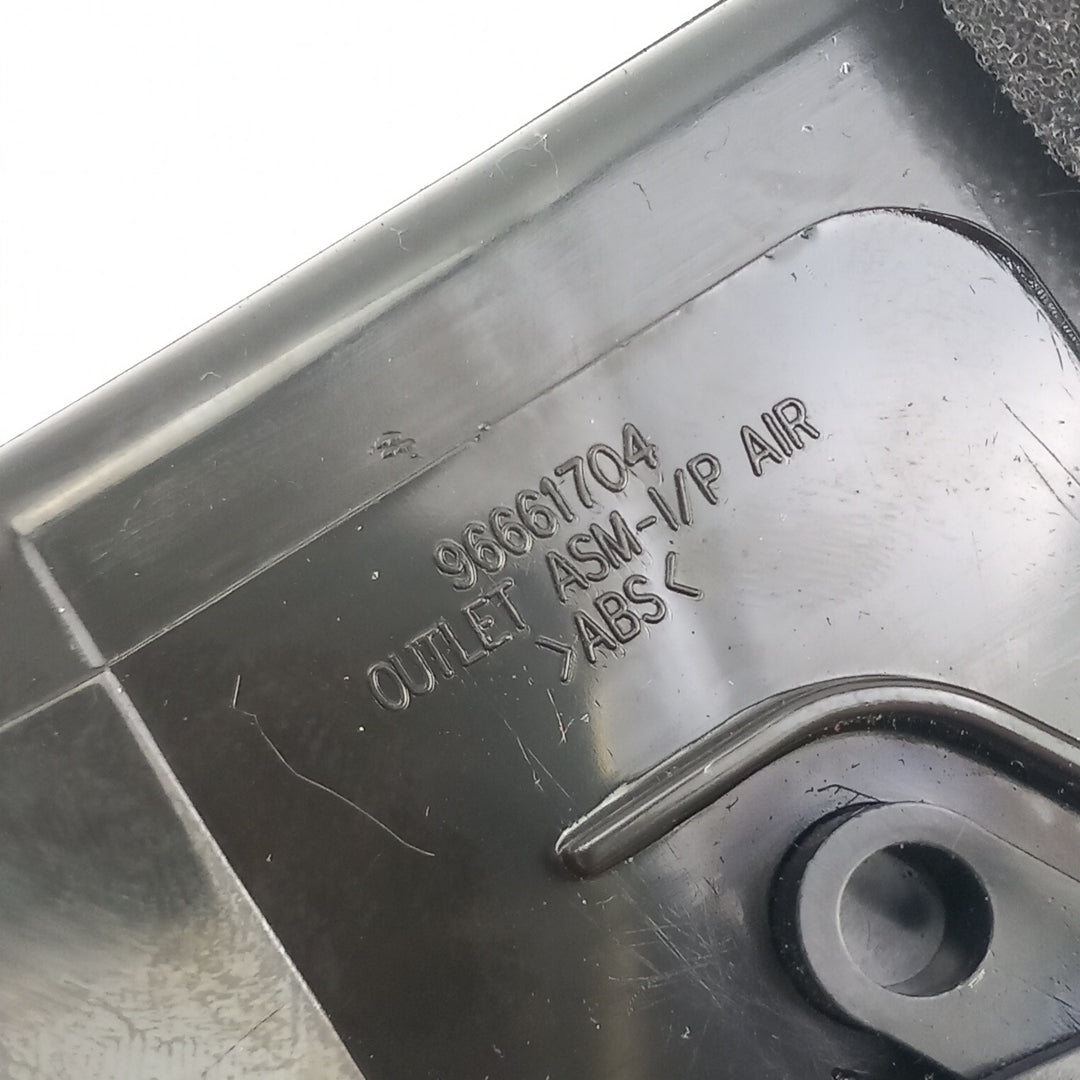 96661704
OUTLET ASM-I/P AIR
>ABS<